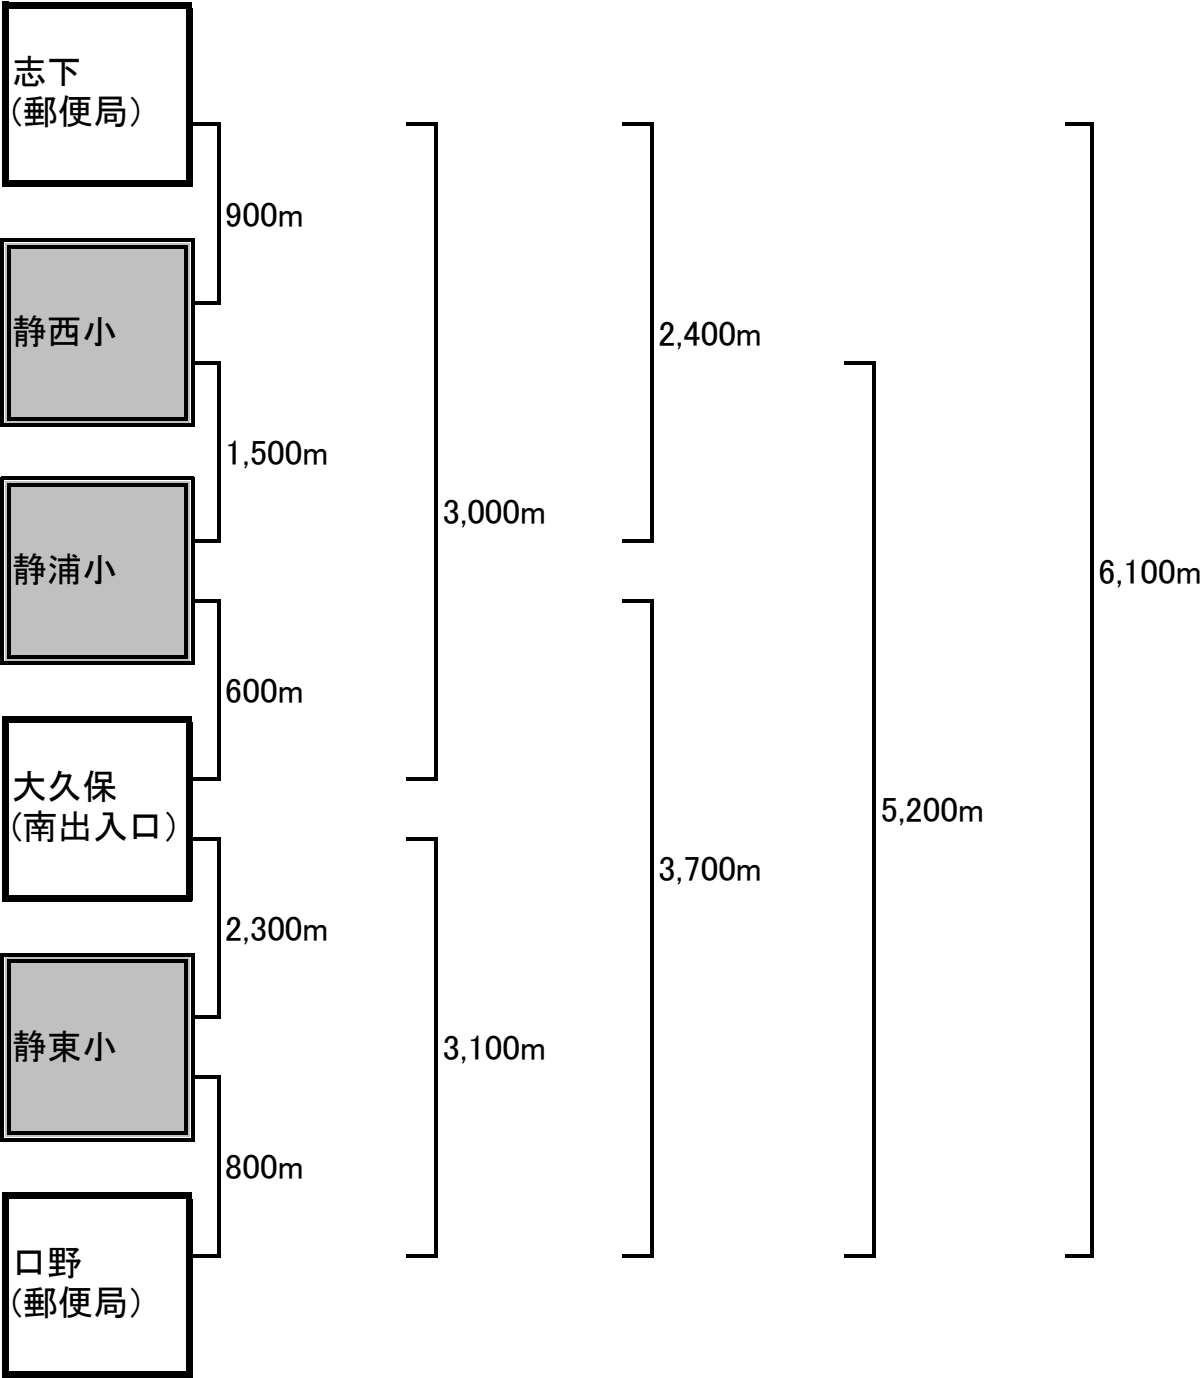 志下
(郵便局)
900m
静西小
2,400m
1,500m
3,000m
静浦小
6,100m
600m
大久保
(南出入口)
5,200m
3,700m
2,300m
静東小
3,100m
800m
口野
(郵便局)